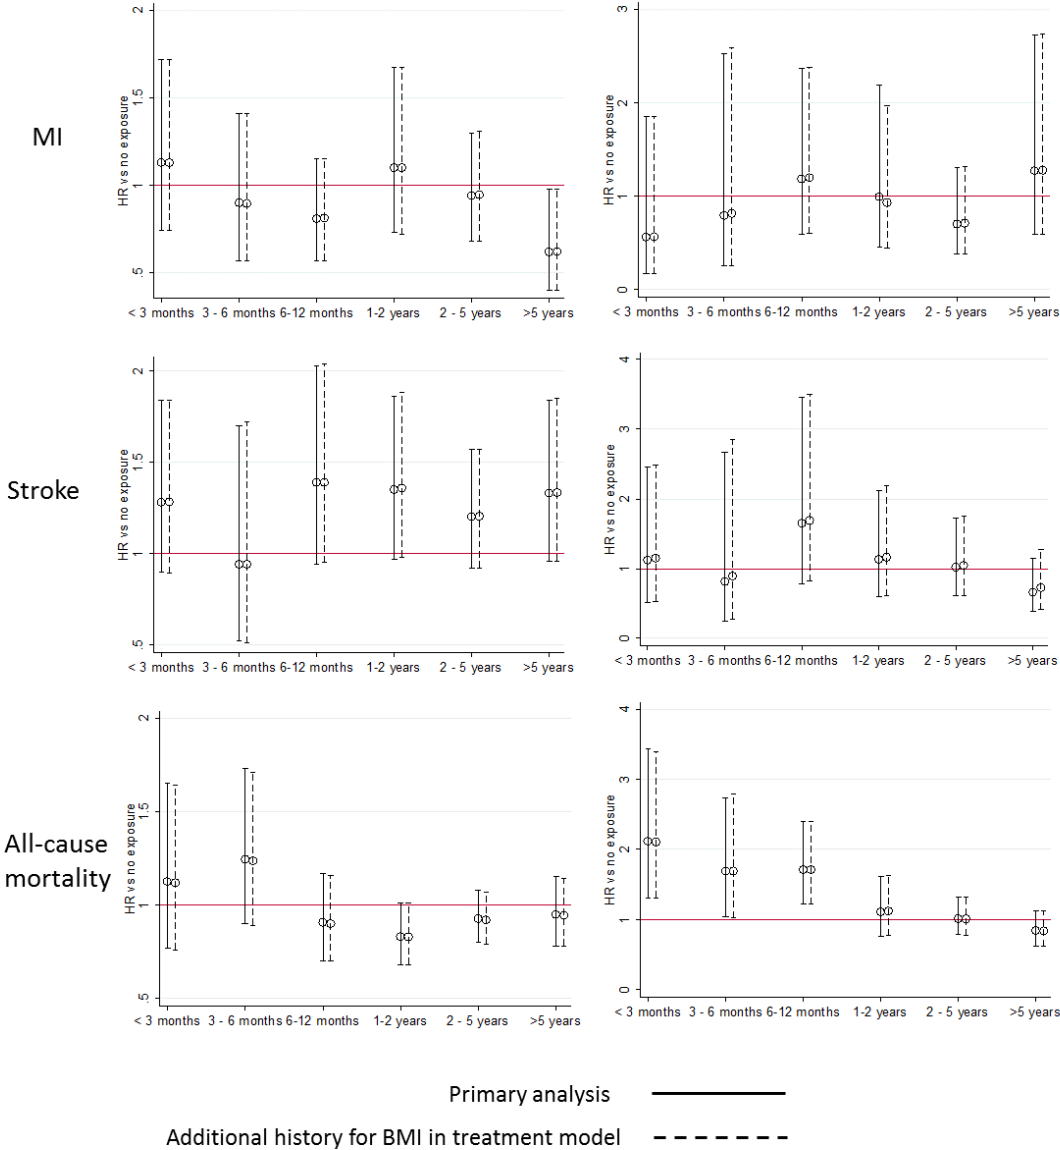 MI
HR vs no exposure
2
1.5
1
.5
< 3 months 3 - 6 months 6-12 months 1-2 years 2 - 5 years >5 years
HR vs no exposure
3
2
1
0
< 3 months 3 - 6 months 6-12 months 1-2 years 2 - 5 years >5 years
Stroke
HR vs no exposure
2
1.5
1
.5
< 3 months 3 - 6 months 6-12 months 1-2 years 2 - 5 years >5 years
HR vs no exposure
4
3
2
1
0
< 3 months 3 - 6 months 6-12 months 1-2 years 2 - 5 years >5 years
All-cause
mortality
HR vs no exposure
2
1.5
1
.5
< 3 months 3 - 6 months 6-12 months 1-2 years 2 - 5 years >5 years
HR vs no exposure
4
3
2
1
0
< 3 months 3 - 6 months 6-12 months 1-2 years 2 - 5 years >5 years
Primary analysis
Additional history for BMI in treatment model